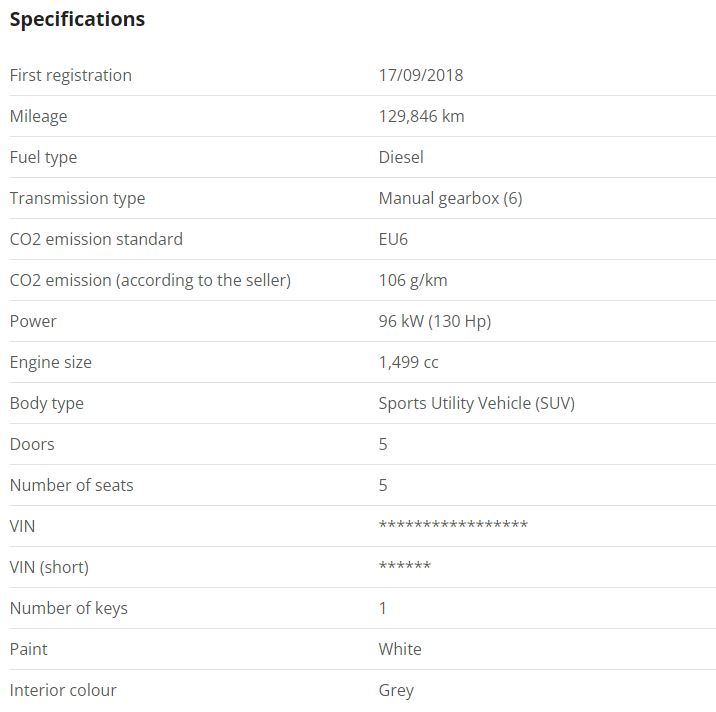 Specifications
First registration 17/09/2018
Mileage 129,846 km
Fuel type Diesel
Transmission type Manual gearbox (6)
CO2 emission standard EU6
CO2 emission (according to the seller) 106 g/km
Power 96 kW (130 Hp)
Engine size 1,499 cc
Body type Sports Utility Vehicle (SUV)
Doors 5
Number of seats 5
VIN *****************
VIN (short) ******
Number of keys 1
Paint White
Interior colour Grey